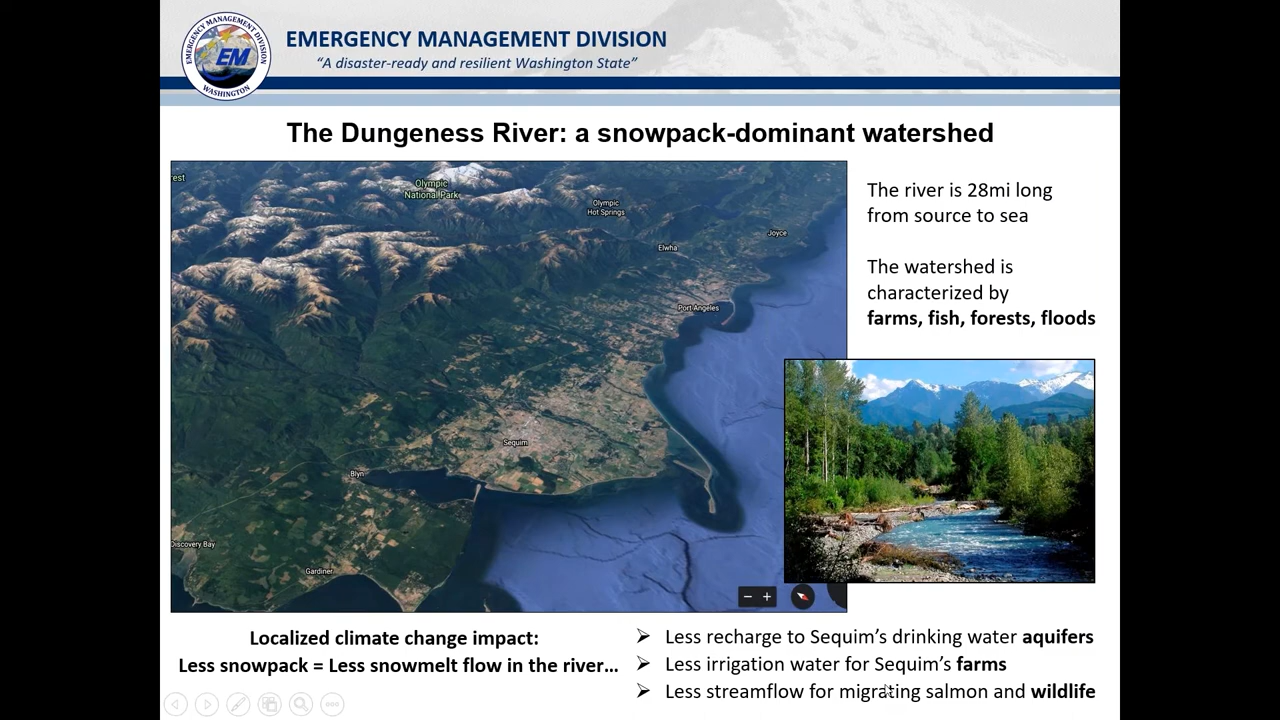 EMERGENCY MANAGEMENT DIVISION
WASHINGTON
EM
EMERGENCY MANAGEMENT DIVISION
“A disaster-ready and resilient Washington State”
The Dungeness River: a snowpack-dominant watershed
rest
Olympic
National Park
Olympic
Hot Springs
Joyce
Elwha
Port Angeles
Sequim
Blyn
Discovery Bay
Gardiner
The river is 28mi long
from source to sea
The watershed is
characterized by
farms, fish, forests, floods
Localized climate change impact:
Less snowpack = Less snowmelt flow in the river…
➢ Less recharge to Sequim’s drinking water aquifers
➢ Less irrigation water for Sequim’s farms
➢ Less streamflow for migrating salmon and wildlife